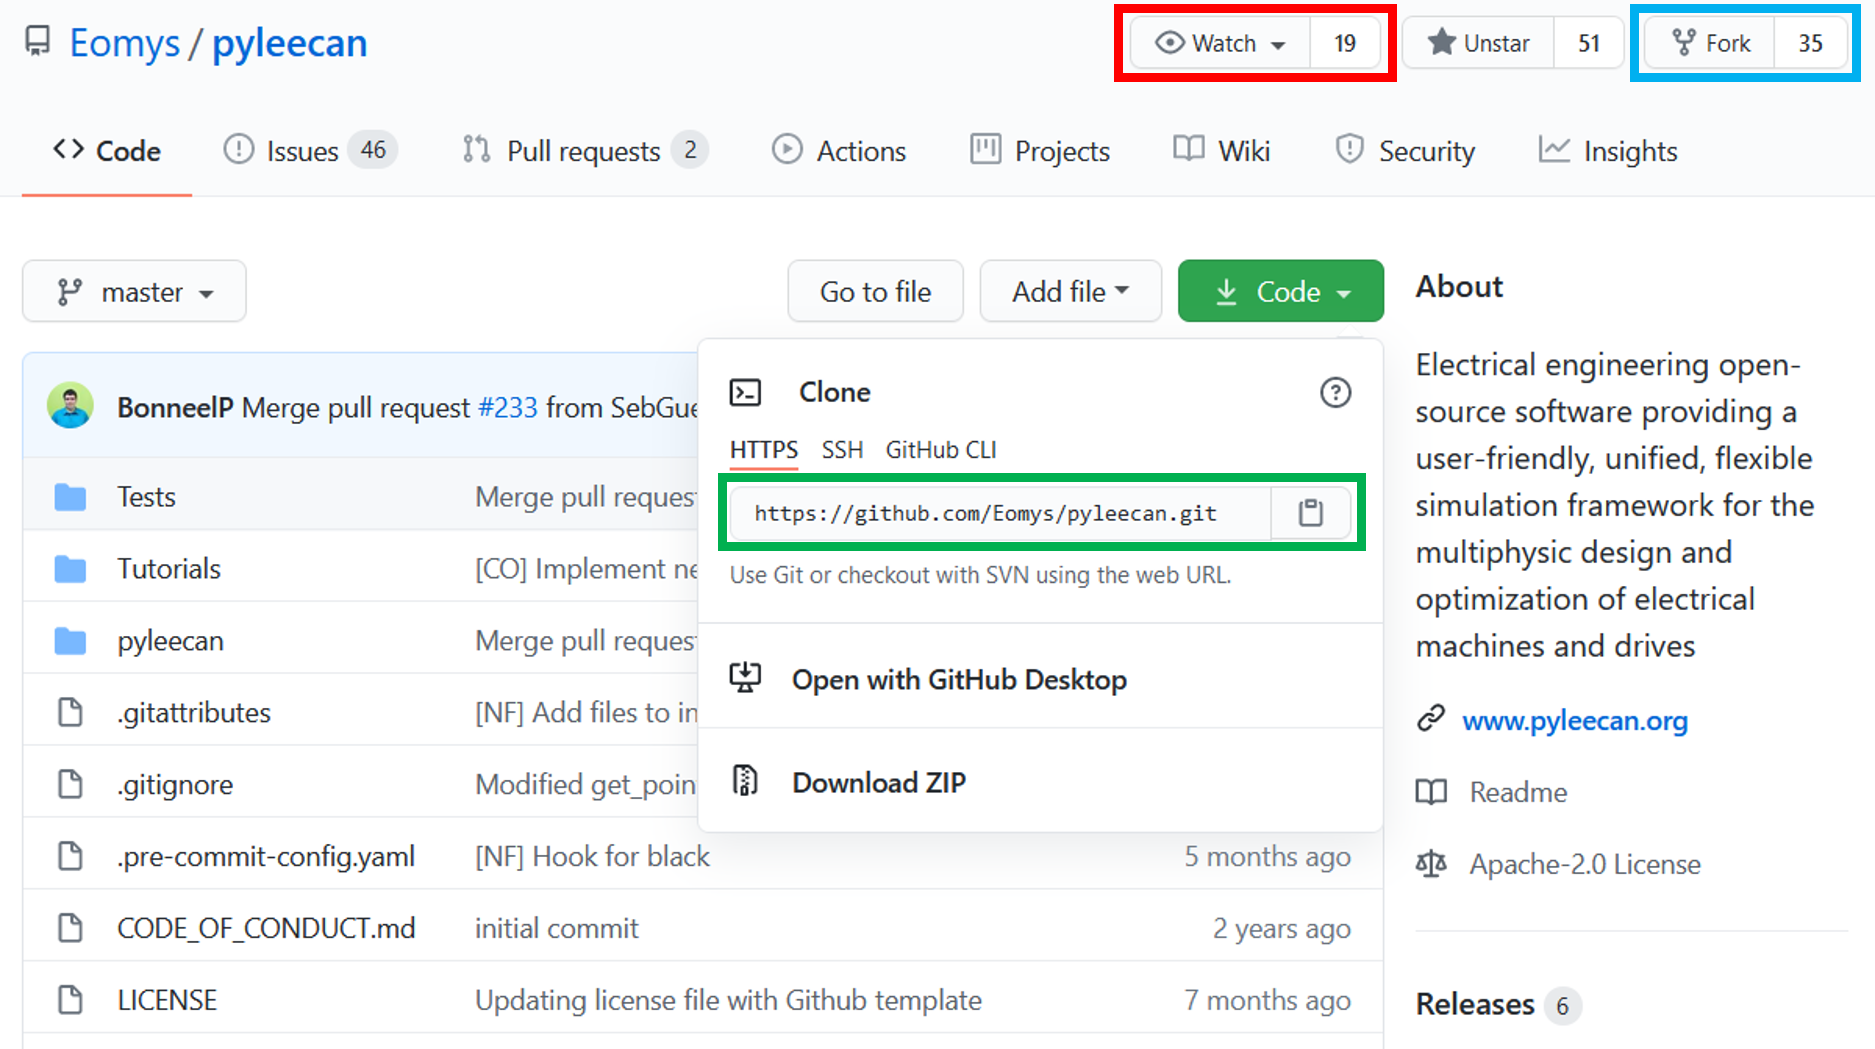 Eomys / pyleecan
Watch 19 Unstar 51 Fork 35
Code Issues 46 Pull requests 2 Actions Projects Wiki Security Insights
master Go to file Add file Code
BonneelP Merge pull request #233 from SebGue
Tests Merge pull reques
Tutorials [CO] Implement ne
pyleecan Merge pull reques
.gitattributes [NF] Add files to in
.gitignore Modified get_poin
.pre-commit-config.yaml [NF] Hook for black 5 months ago
CODE_OF_CONDUCT.md initial commit 2 years ago
LICENSE Updating license file with Github template 7 months ago
Clone
HTTPS SSH GitHub CLI
https://github.com/Eomys/pyleecan.git
Use Git or checkout with SVN using the web URL.
Open with GitHub Desktop
Download ZIP
About
Electrical engineering open-
source software providing a
user-friendly, unified, flexible
simulation framework for the
multiphysic design and
optimization of electrical
machines and drives
www.pyleecan.org
Readme
Apache-2.0 License
Releases 6